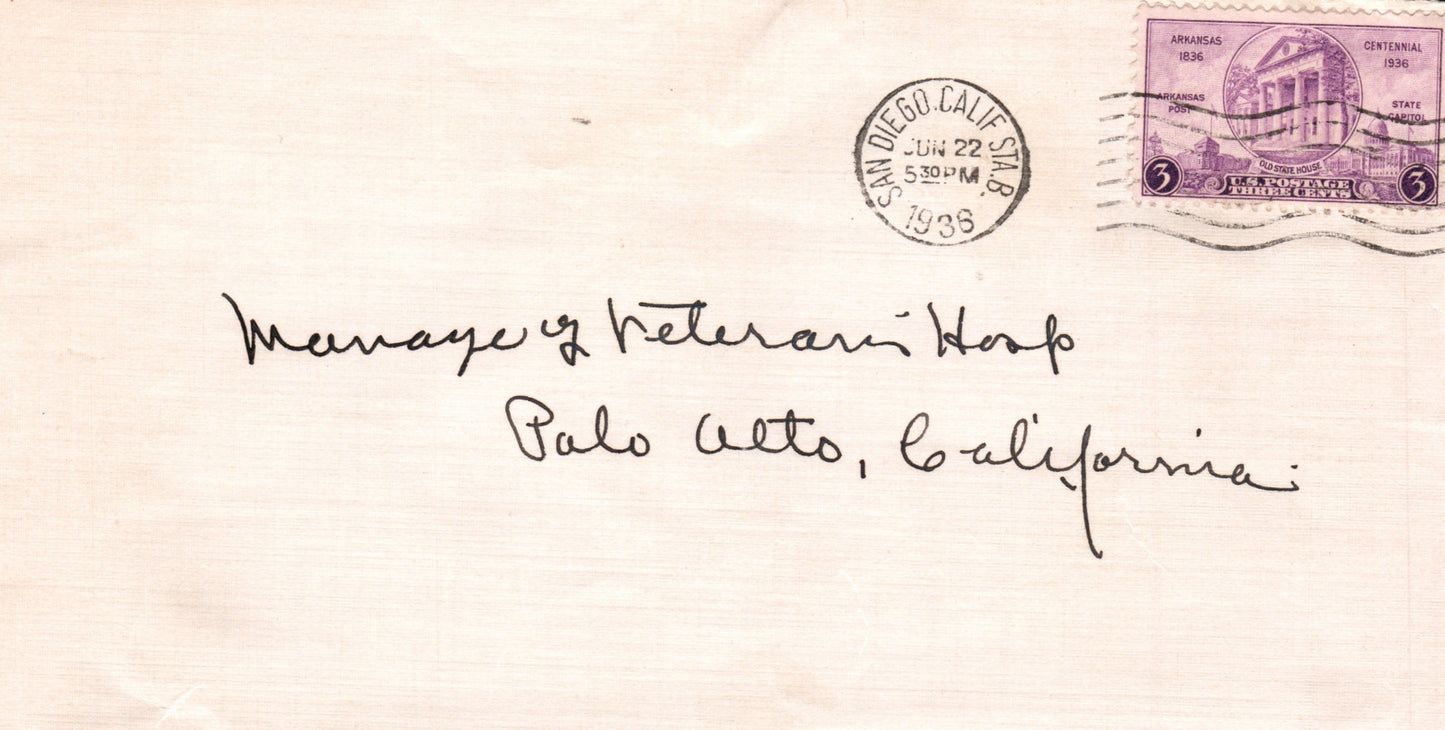 SAN DIEGO. CALIF STA.B.
JUN 22
5 30 PM
1936
ARKANSAS
1836
CENTENNIAL
1936
ARKANSAS
POST
STATE
CAPITOL
OLD STATE HOUSE
3
U.S. POSTAGE
THREE CENTS
3
Manager of Veterans Hosp
Palo Alto, California.